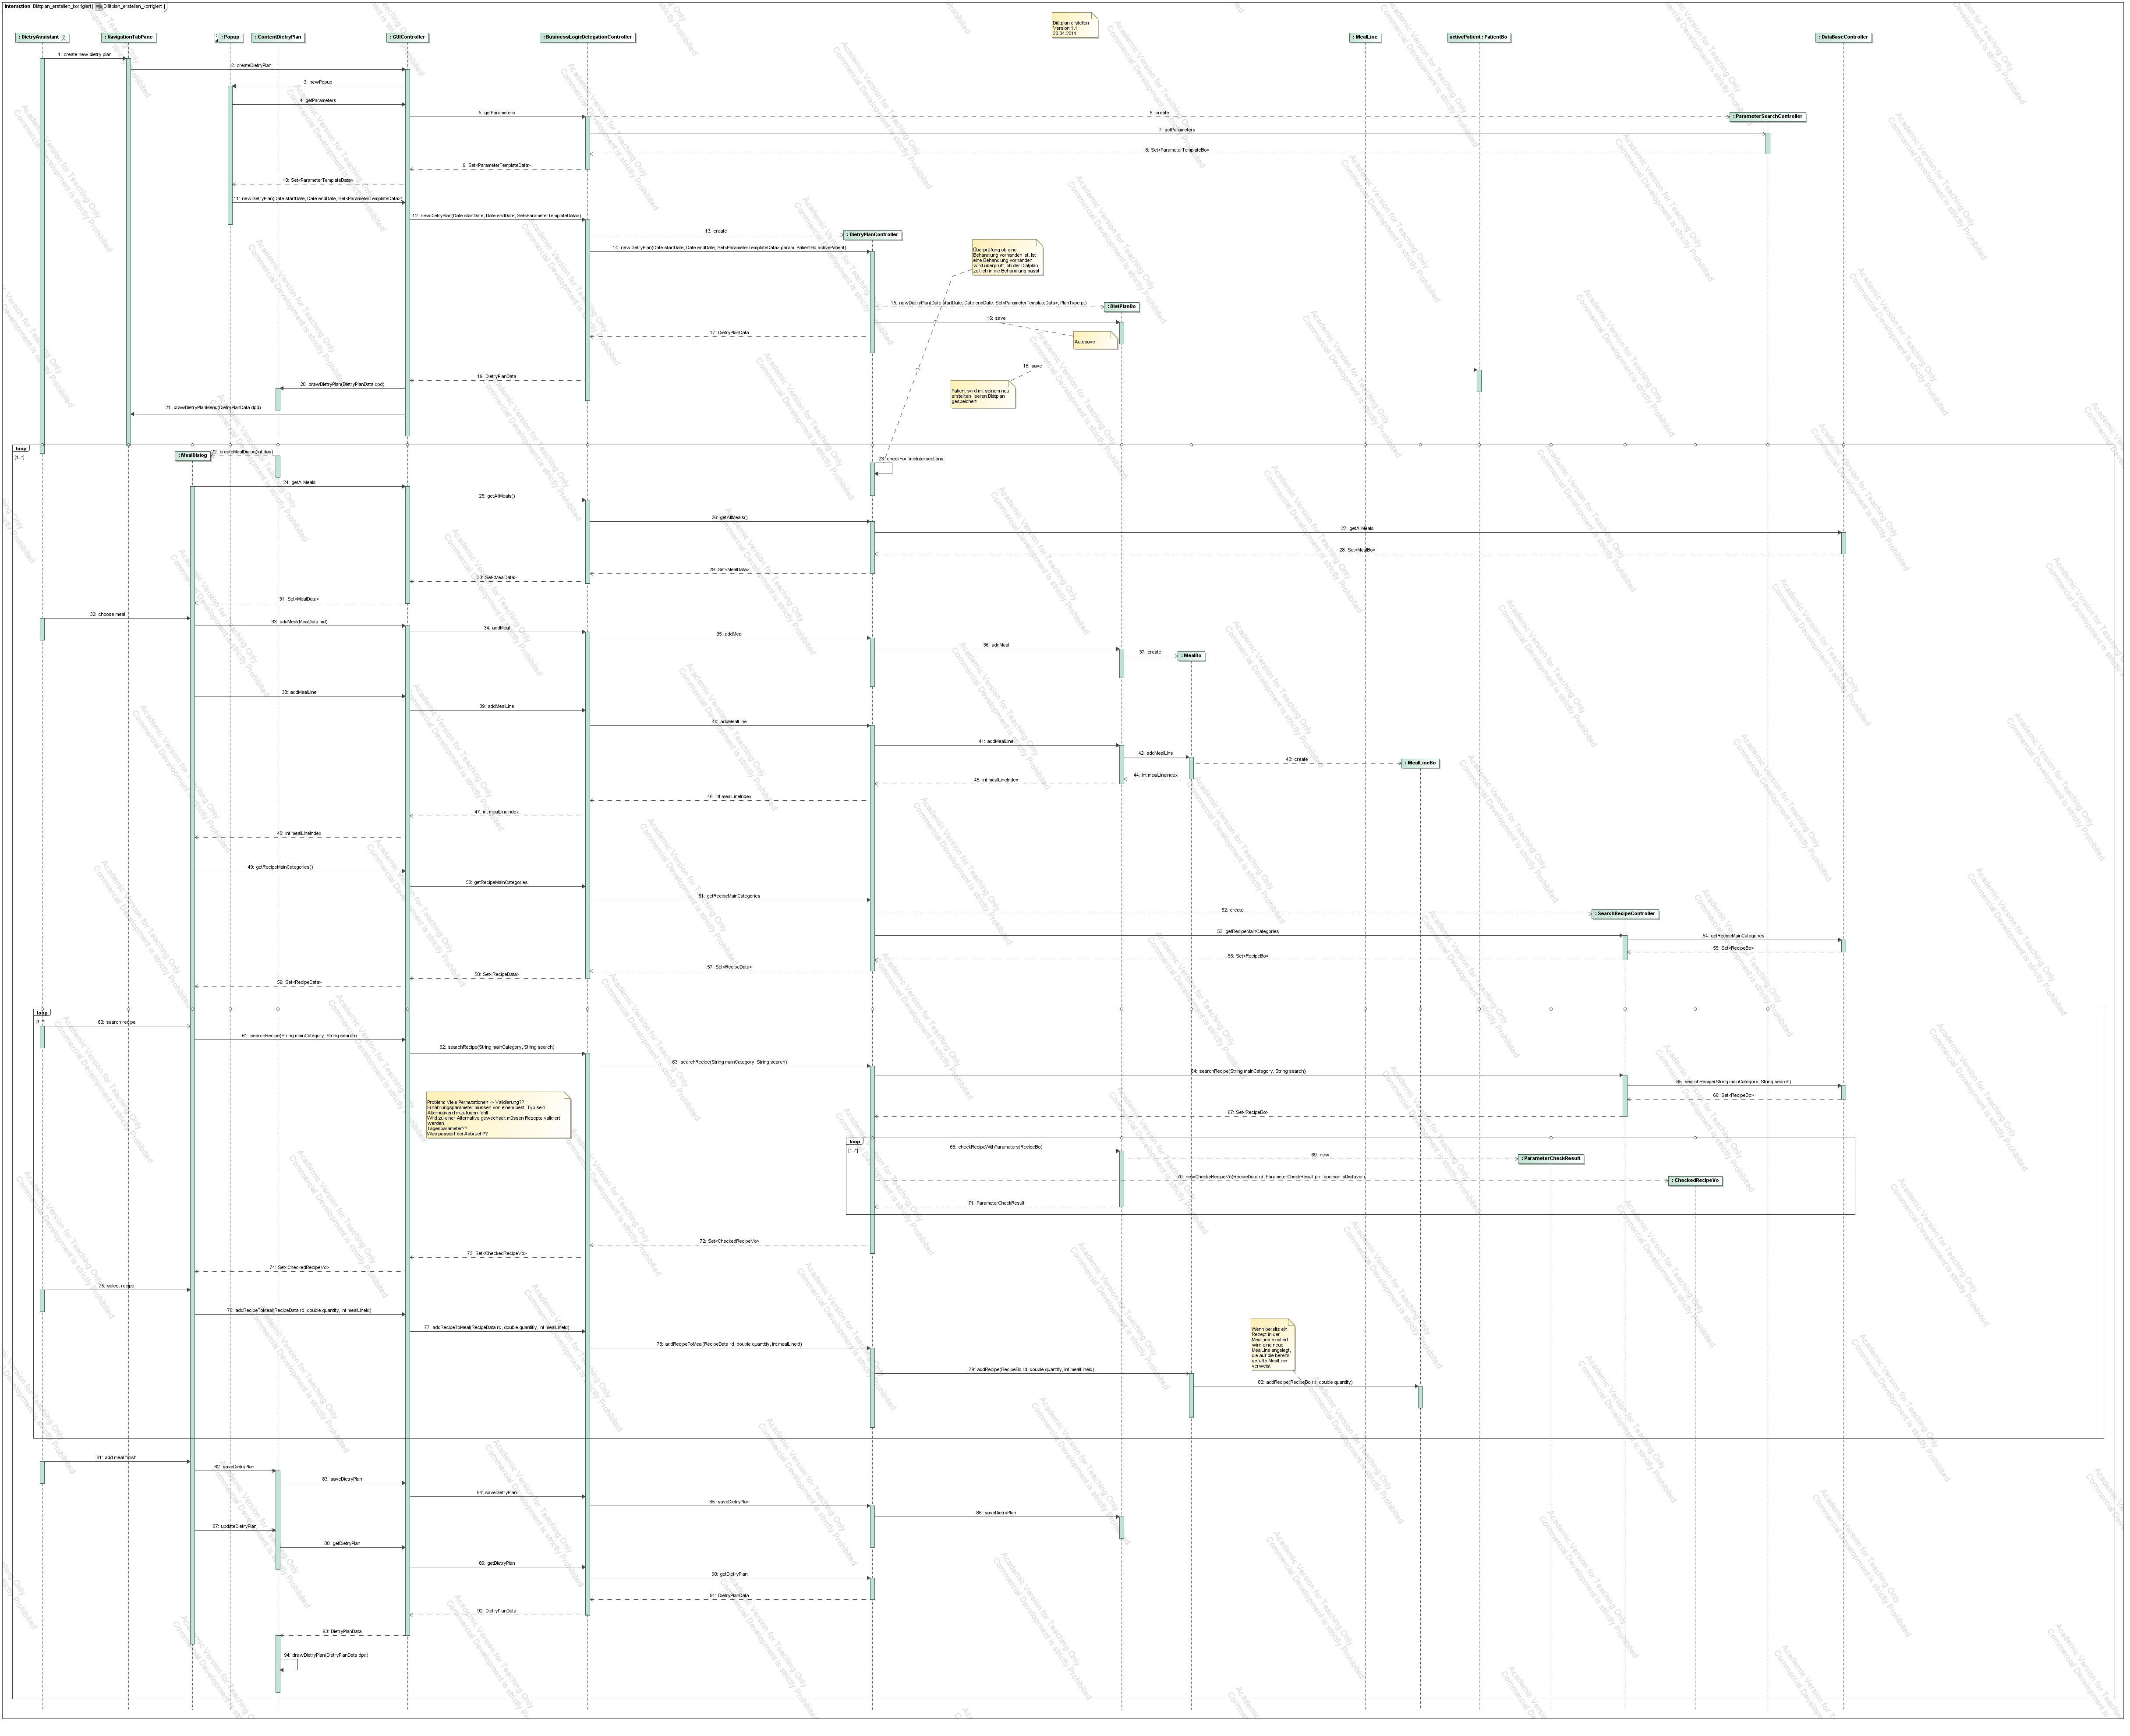 interaction Diätplan_erstellen_korrigiert [ Diätplan_erstellen_korrigiert ]
Diätplan erstellen
Version 1.1
20.04.2011
: DietryAssistant
: NavigationTabPane
: Popup
: ContentDietryPlan
: GUIController
: BusinessLogicDelegationController
: MealLine
activePatient : PatientBo
: DataBaseController
1: create new dietry plan
2: createDietryPlan
3: newPopup
4: getParameters
5: getParameters
6: create
: ParameterSearchController
7: getParameters
8: Set<ParameterTemplateBo>
9: Set<ParameterTemplateData>
10: Set<ParameterTemplateData>
11: newDietryPlan(Date startDate, Date endDate, Set<ParameterTemplateData>)
12: newDietryPlan(Date startDate, Date endDate, Set<ParameterTemplateData>)
13: create
: DietryPlanController
14: newDietryPlan(Date startDate, Date endDate, Set<ParameterTemplateData> param, PatientBo activePatient)
Überprüfung ob eine
Behandlung vorhanden ist. Ist
eine Behandlung vorhanden
wird überprüft, ob der Diätplan
zeitlich in die Behandlung passt
15: newDietryPlan(Date startDate, Date endDate, Set<ParameterTemplateData>, PlanType pt)
: DietPlanBo
16: save
17: DietryPlanData
Autosave
18: save
19: DietryPlanData
20: drawDietryPlan(DietryPlanData dpd)
Patient wird mit seinem neu
erstellten, leeren Diätplan
gespeichert
21: drawDietryPlanMenu(DietryPlanData dpd)
loop
[1..*]
22: createMealDialog(int day)
: MealDialog
23: checkForTimeIntersections
24: getAllMeals
25: getAllMeals()
26: getAllMeals()
27: getAllMeals
28: Set<MealBo>
29: Set<MealData>
30: Set<MealData>
31: Set<MealData>
32: choose meal
33: addMeal(MealData md)
34: addMeal
35: addMeal
36: addMeal
37: create
: MealBo
38: addMealLine
39: addMealLine
40: addMealLine
41: addMealLine
42: addMealLine
43: create
: MealLineBo
44: int mealLineIndex
45: int mealLineIndex
46: int mealLineIndex
47: int mealLineIndex
48: int mealLineIndex
49: getRecipeMainCategories()
50: getRecipeMainCategories
51: getRecipeMainCategories
52: create
: SearchRecipeController
53: getRecipeMainCategories
54: getRecipeMainCategories
55: Set<RecipeBo>
56: Set<RecipeBo>
57: Set<RecipeData>
58: Set<RecipeData>
59: Set<RecipeData>
loop
[1..*]
60: search recipe
61: searchRecipe(String mainCategory, String search)
62: searchRecipe(String mainCategory, String search)
63: searchRecipe(String mainCategory, String search)
64: searchRecipe(String mainCategory, String search)
65: searchRecipe(String mainCategory, String search)
66: Set<RecipeBo>
67: Set<RecipeBo>
Problem: Viele Permutationen -> Validierung??
Ernährungsparameter müssen von einem best. Typ sein
Alternativen hinzufügen fehlt
Wird zu einer Alternative gewechselt müssen Rezepte validiert
werden.
Tagesparameter??
Was passiert bei Abbruch??
loop
[1..*]
68: checkRecipeWithParameters(RecipeBo)
69: new
: ParameterCheckResult
70: newCheckeRecipeVo(RecipeData rd, ParameterCheckResult pcr, boolean isDisfavor)
: CheckedRecipeVo
71: ParameterCheckResult
72: Set<CheckedRecipeVo>
73: Set<CheckedRecipeVo>
74: Set<CheckedRecipeVo>
75: select recipe
76: addRecipeToMeal(RecipeData rd, double quantity, int mealLineId)
77: addRecipeToMeal(RecipeData rd, double quantity, int mealLineId)
78: addRecipeToMeal(RecipeData rd, double quantity, int mealLineId)
Wenn bereits ein
Rezept in der
MealLine existiert
wird eine neue
MealLine angelegt,
die auf die bereits
gefüllte MealLine
verweist
79: addRecipe(RecipeBo rd, double quantity, int mealLineId)
80: addRecipe(RecipeBo rb, double quantity)
81: add meal finish
82: saveDietryPlan
83: saveDietryPlan
84: saveDietryPlan
85: saveDietryPlan
86: saveDietryPlan
87: updateDietryPlan
88: getDietryPlan
89: getDietryPlan
90: getDietryPlan
91: DietryPlanData
92: DietryPlanData
93: DietryPlanData
94: drawDietryPlan(DietryPlanData dpd)
Academic Version for Teaching Only
Commercial Development is strictly Prohibited